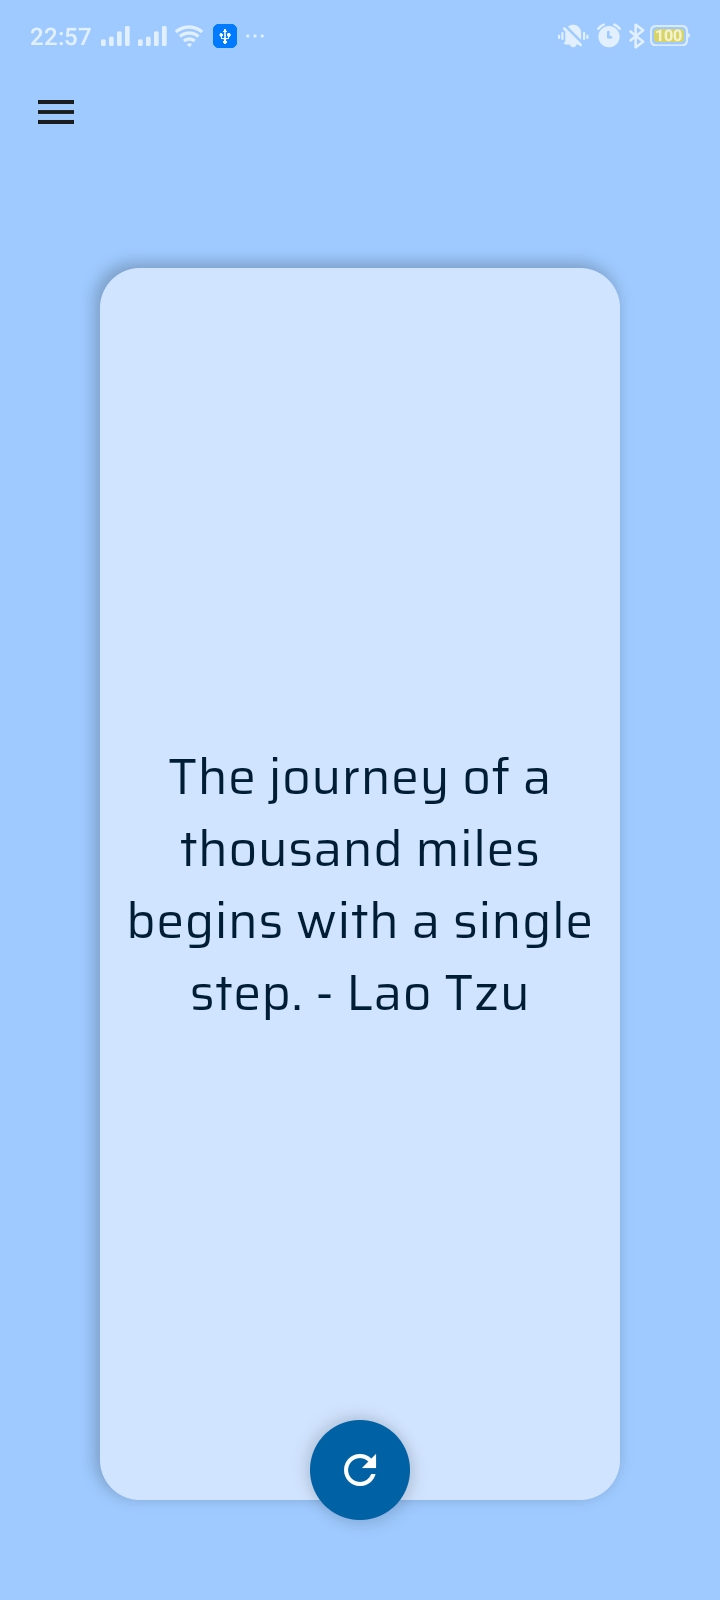 22:57
100
The journey of a
thousand miles
begins with a single
step. - Lao Tzu